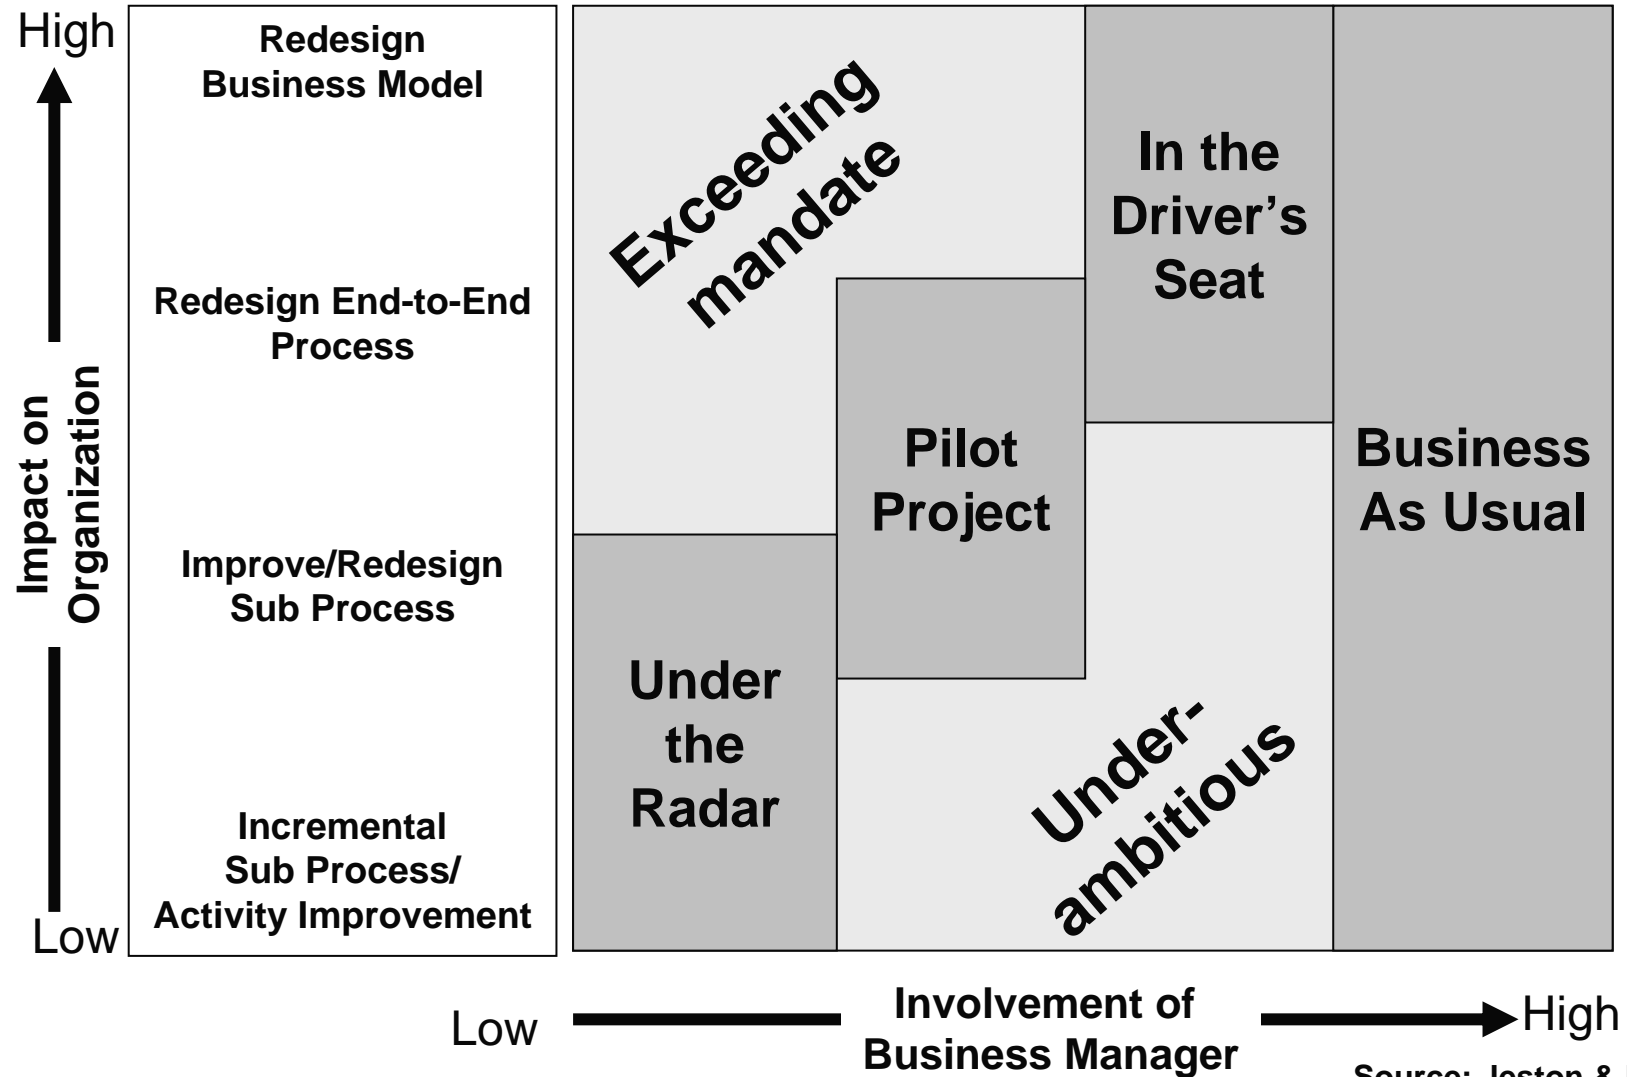 High
Redesign
Business Model
Redesign End-to-End
Process
Improve/Redesign
Sub Process
Incremental
Sub Process/
Activity Improvement
Low
Impact on
Organization
Exceeding
mandate
In the
Driver’s
Seat
Pilot
Project
Business
As Usual
Under
the
Radar
Under-
ambitious
Low
Involvement of
Business Manager
High
Source: Jeston &